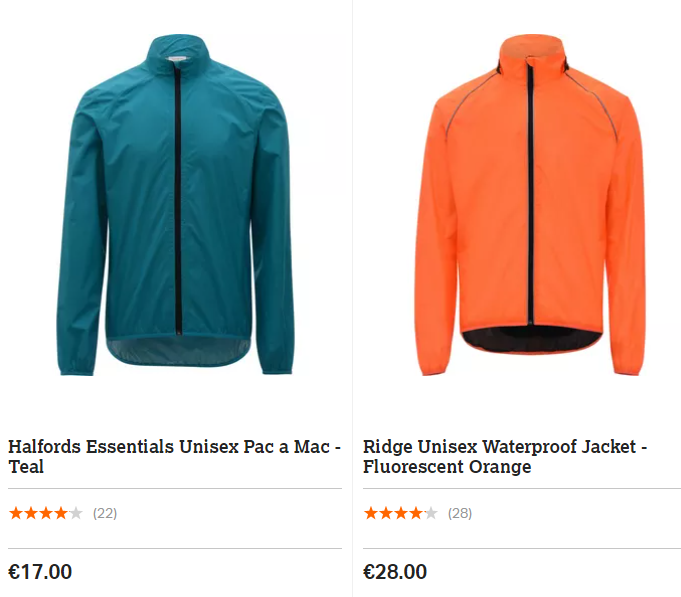 Halfords Essentials Unisex Pac a Mac -
Teal
(22)
€17.00
Ridge Unisex Waterproof Jacket -
Fluorescent Orange
(28)
€28.00